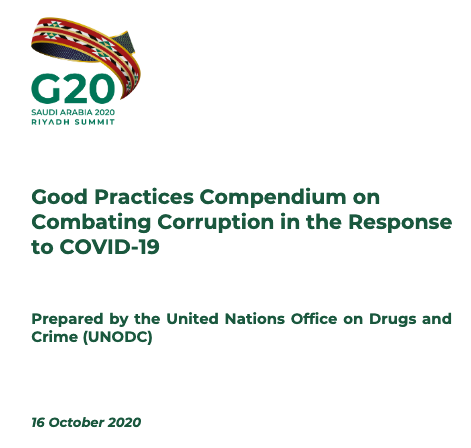 G20
SAUDI ARABIA 2020
RIYADH SUMMIT
Good Practices Compendium on
Combating Corruption in the Response
to COVID-19
Prepared by the United Nations Office on Drugs and
Crime (UNODC)
16 October 2020